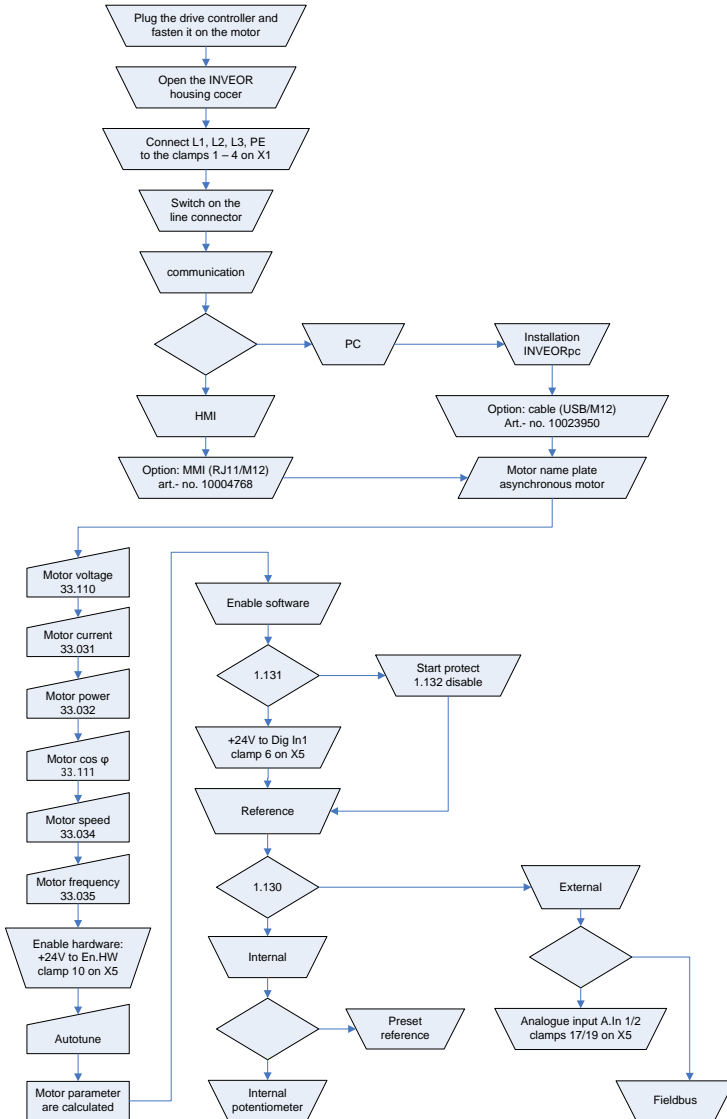 Plug the drive controller and
fasten it on the motor
Open the INVEOR
housing cocer
Connect L1, L2, L3, PE
to the clamps 1 – 4 on X1
Switch on the
line connector
communication
PC
Installation
INVEORpc
HMI
Option: cable (USB/M12)
Art.- no. 10023950
Option: MMI (RJ11/M12)
art.- no. 10004768
Motor name plate
asynchronous motor
Motor voltage
33.110
Motor current
33.031
Motor power
33.032
Motor cos φ
33.111
Motor speed
33.034
Motor frequency
33.035
Enable hardware:
+24V to En.HW
clamp 10 on X5
Autotune
Motor parameter
are calculated
Enable software
1.131
Start protect
1.132 disable
+24V to Dig In1
clamp 6 on X5
Reference
1.130
External
Internal
Preset
reference
Analogue input A.In 1/2
clamps 17/19 on X5
Internal
potentiometer
Fieldbus